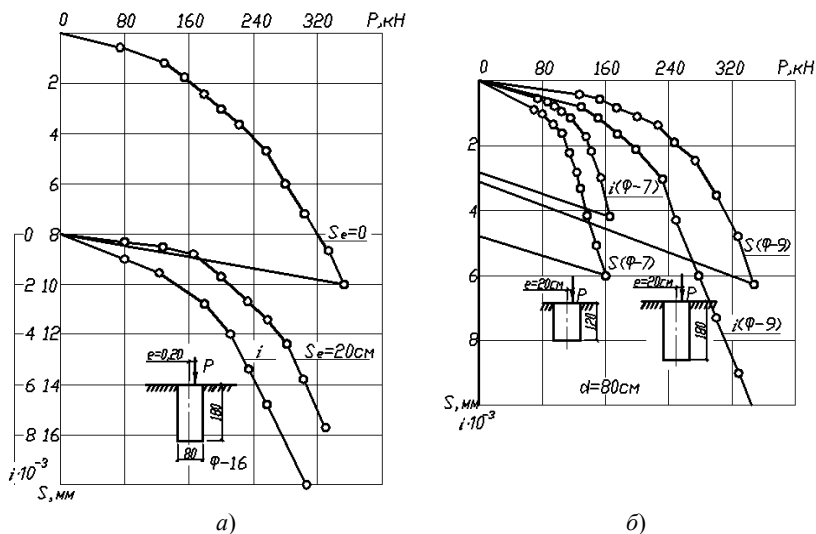 0 80 160 240 320 P,кН
2
4
6
Se=0
0 8
2 10
4 12
6 14
8 16
i
Se=20см
e=0,20
P
180
80
Ф-16
i·10⁻³
S,мм
а)
0 80 160 240 320 P,кН
2
4
6
8
i(Ф-7)
S(Ф-7)
S(Ф-9)
i(Ф-9)
e=20см
P
120
e=20см
P
180
d=80см
S,мм
i·10⁻³
б)